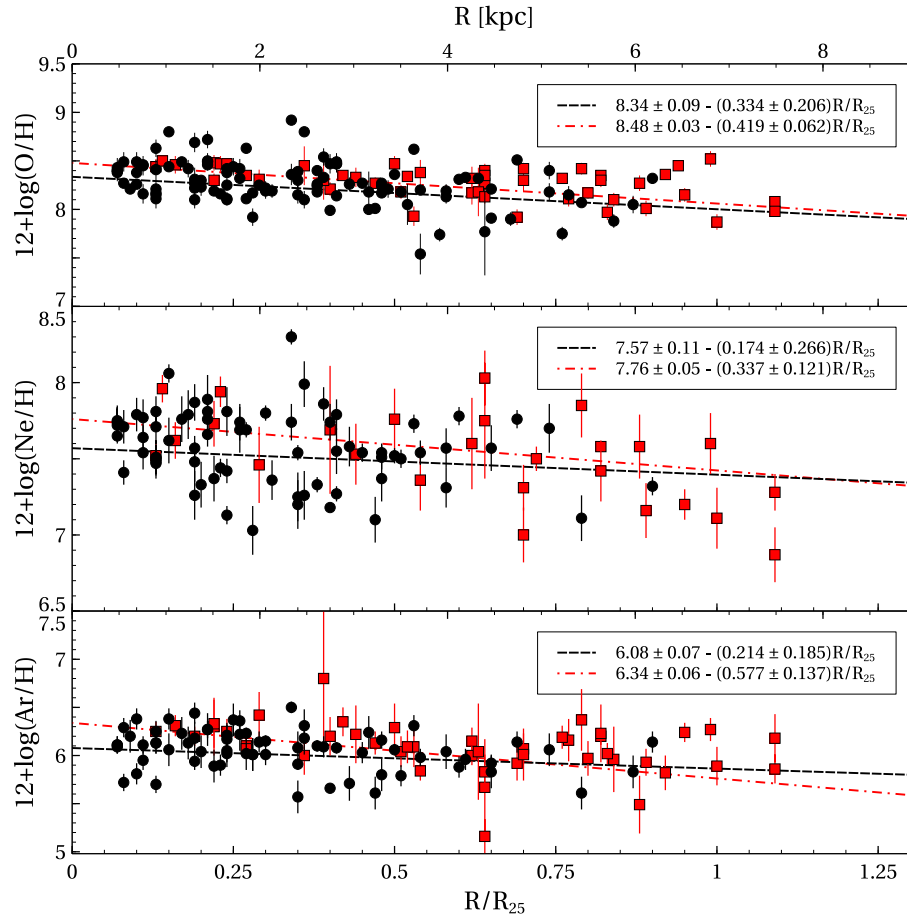 R [kpc]
0 2 4 6 8
9.5
9
8
7
12+log(O/H)
8.34 ± 0.09 - (0.334 ± 0.206)R/R25
8.48 ± 0.03 - (0.419 ± 0.062)R/R25
8.5
8
7
6.5
12+log(Ne/H)
7.57 ± 0.11 - (0.174 ± 0.266)R/R25
7.76 ± 0.05 - (0.337 ± 0.121)R/R25
7.5
7
6
5
12+log(Ar/H)
6.08 ± 0.07 - (0.214 ± 0.185)R/R25
6.34 ± 0.06 - (0.577 ± 0.137)R/R25
0 0.25 0.5 0.75 1 1.25
R/R25